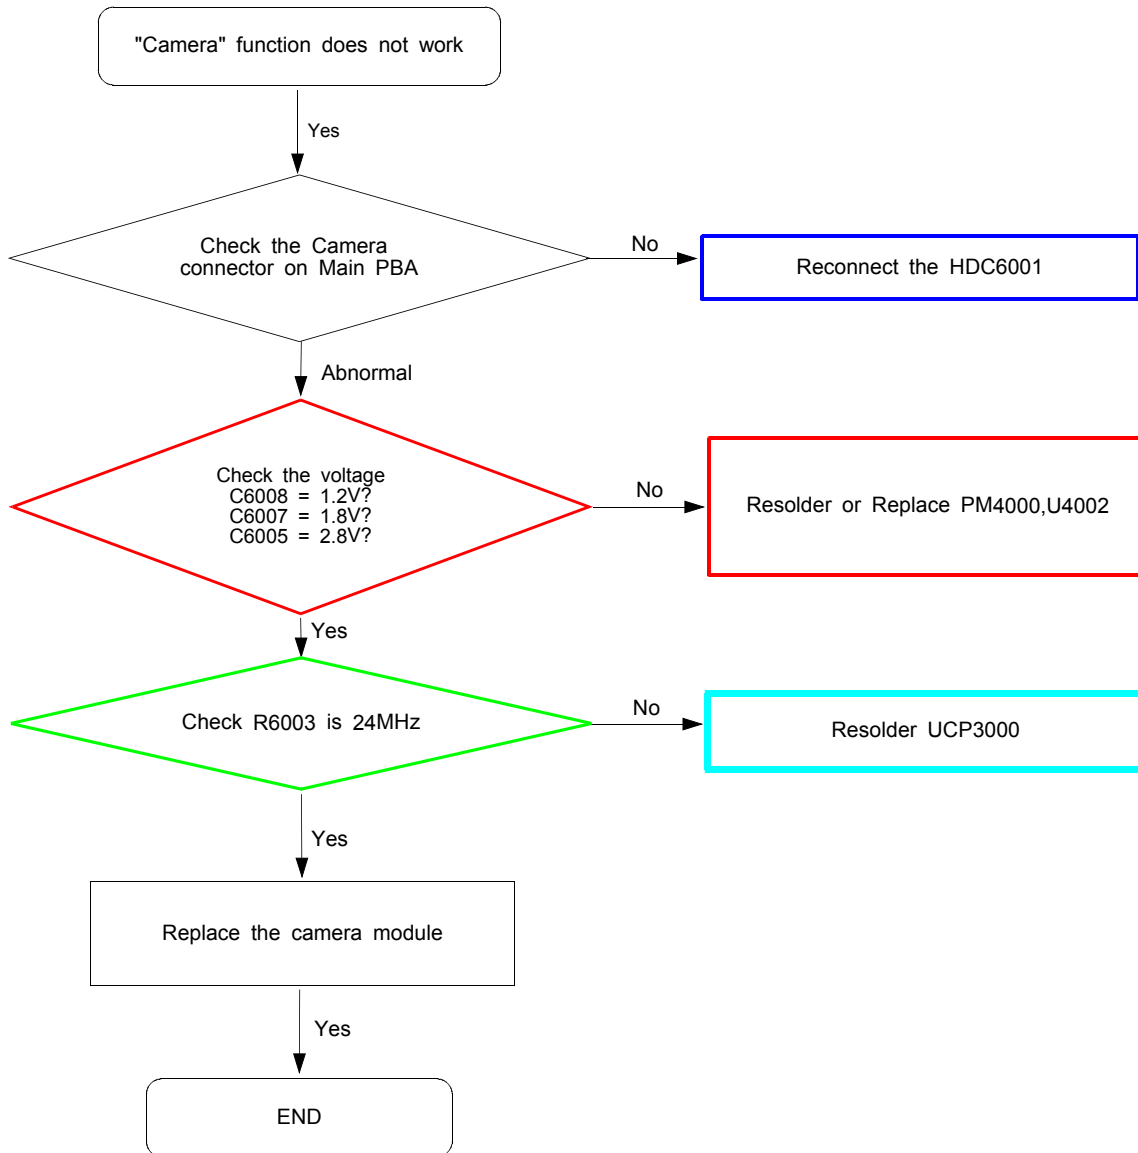 "Camera" function does not work
Yes
Check the Camera
connector on Main PBA
No
Reconnect the HDC6001
Abnormal
Check the voltage
C6008 = 1.2V?
C6007 = 1.8V?
C6005 = 2.8V?
No
Resolder or Replace PM4000,U4002
Yes
Check R6003 is 24MHz
No
Resolder UCP3000
Yes
Replace the camera module
Yes
END